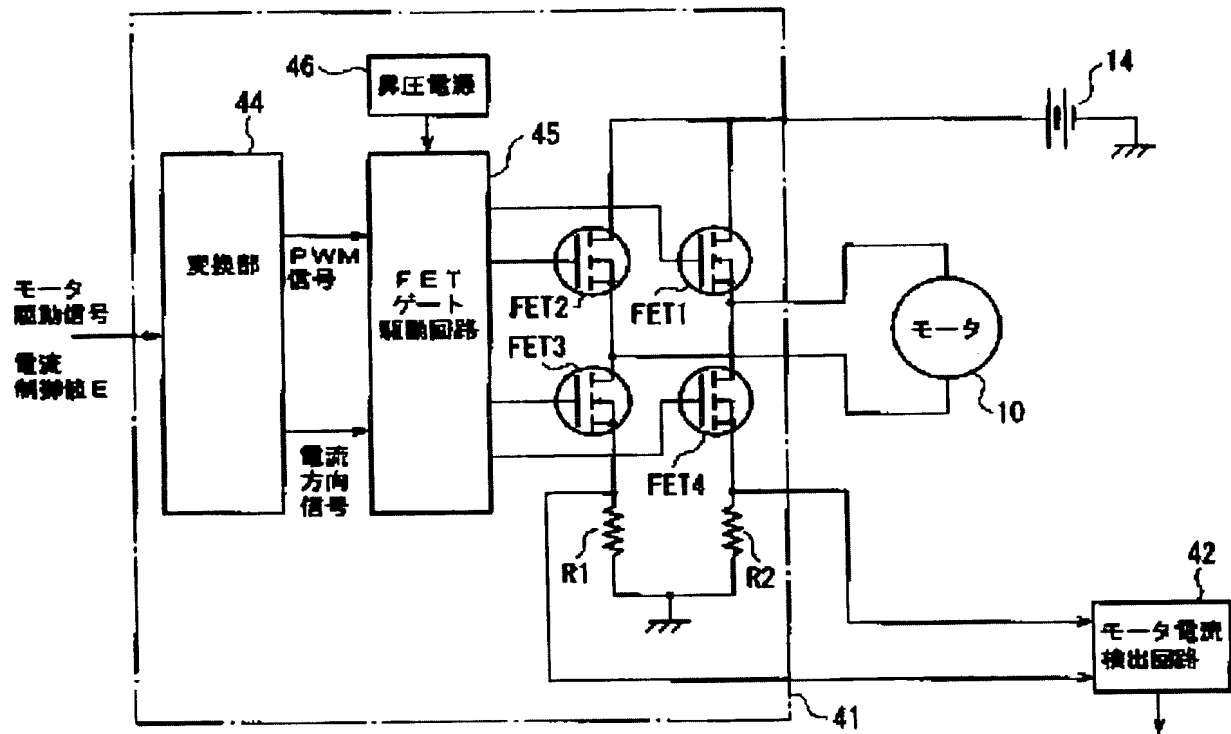 46
昇圧電源
14
44
45
変換部
PWM
信号
FET
ゲート
駆動回路
FET2
FET1
モータ
駆動信号
電流
制御値E
FET3
モータ
10
電流
方向
信号
FET4
R1
R2
42
モータ電流
検出回路
41